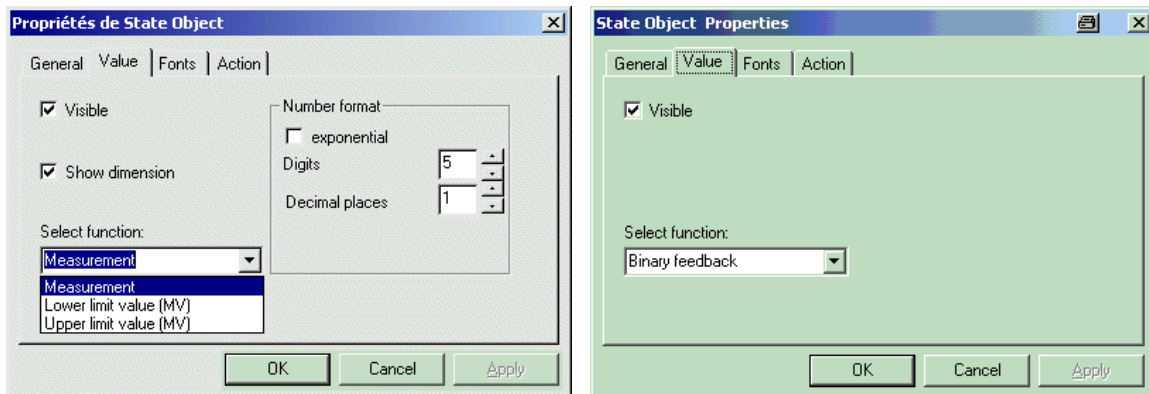 Propriétés de State Object
General Value Fonts Action
Visible
Number format
exponential
Digits 5
Show dimension
Decimal places 1
Select function:
Measurement
Measurement
Lower limit value (MV)
Upper limit value (MV)
OK Cancel Apply
State Object Properties
General Value Fonts Action
Visible
Select function:
Binary feedback
OK Cancel Apply